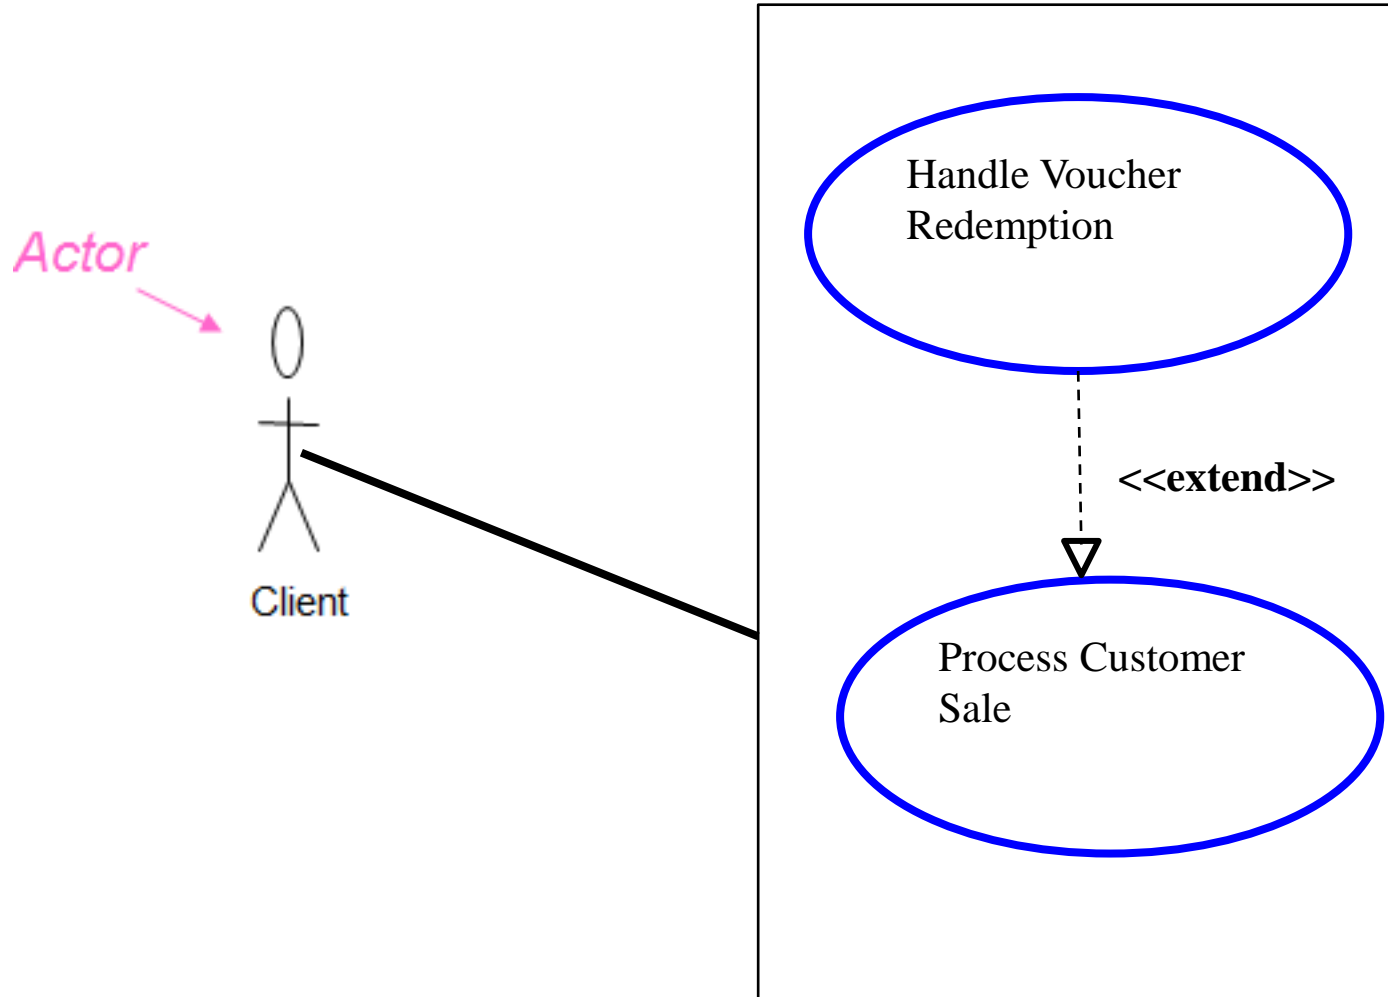 Handle Voucher
Redemption
Actor
<<extend>>
Client
Process Customer
Sale